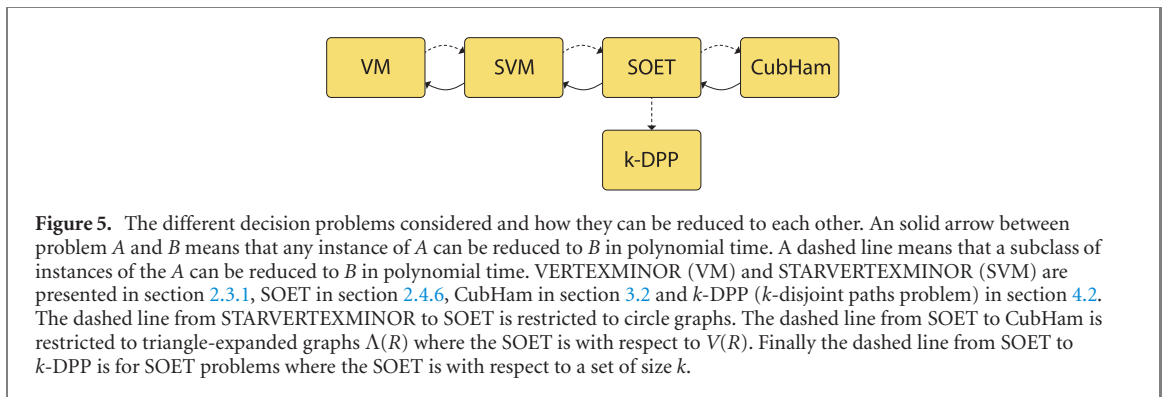 VM
SVM
SOET
CubHam
k-DPP
Figure 5. The different decision problems considered and how they can be reduced to each other. An solid arrow between
problem A and B means that any instance of A can be reduced to B in polynomial time. A dashed line means that a subclass of
instances of the A can be reduced to B in polynomial time. VERTEXMINOR (VM) and STARVERTEXMINOR (SVM) are
presented in section 2.3.1, SOET in section 2.4.6, CubHam in section 3.2 and k-DPP (k-disjoint paths problem) in section 4.2.
The dashed line from STARVERTEXMINOR to SOET is restricted to circle graphs. The dashed line from SOET to CubHam is
restricted to triangle-expanded graphs Λ(R) where the SOET is with respect to V(R). Finally the dashed line from SOET to
k-DPP is for SOET problems where the SOET is with respect to a set of size k.